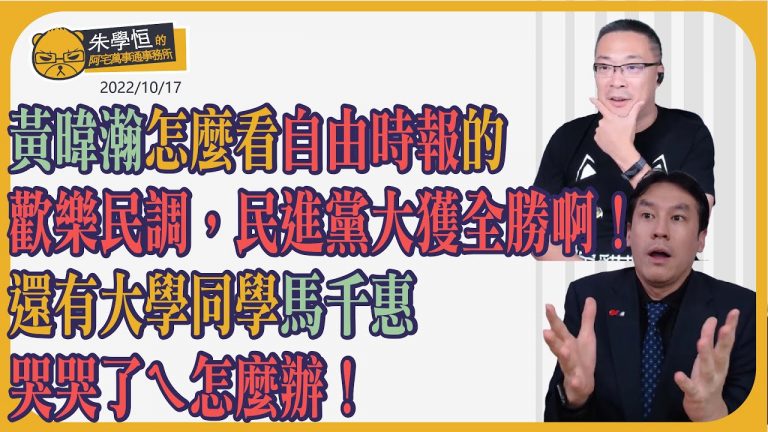 朱學恒的
阿宅萬事通事務所
2022/10/17
黃暐瀚怎麼看自由時報的
歡樂民調，民進黨大獲全勝啊！
還有大學同學馬千惠
哭哭了ㄟ怎麼辦！